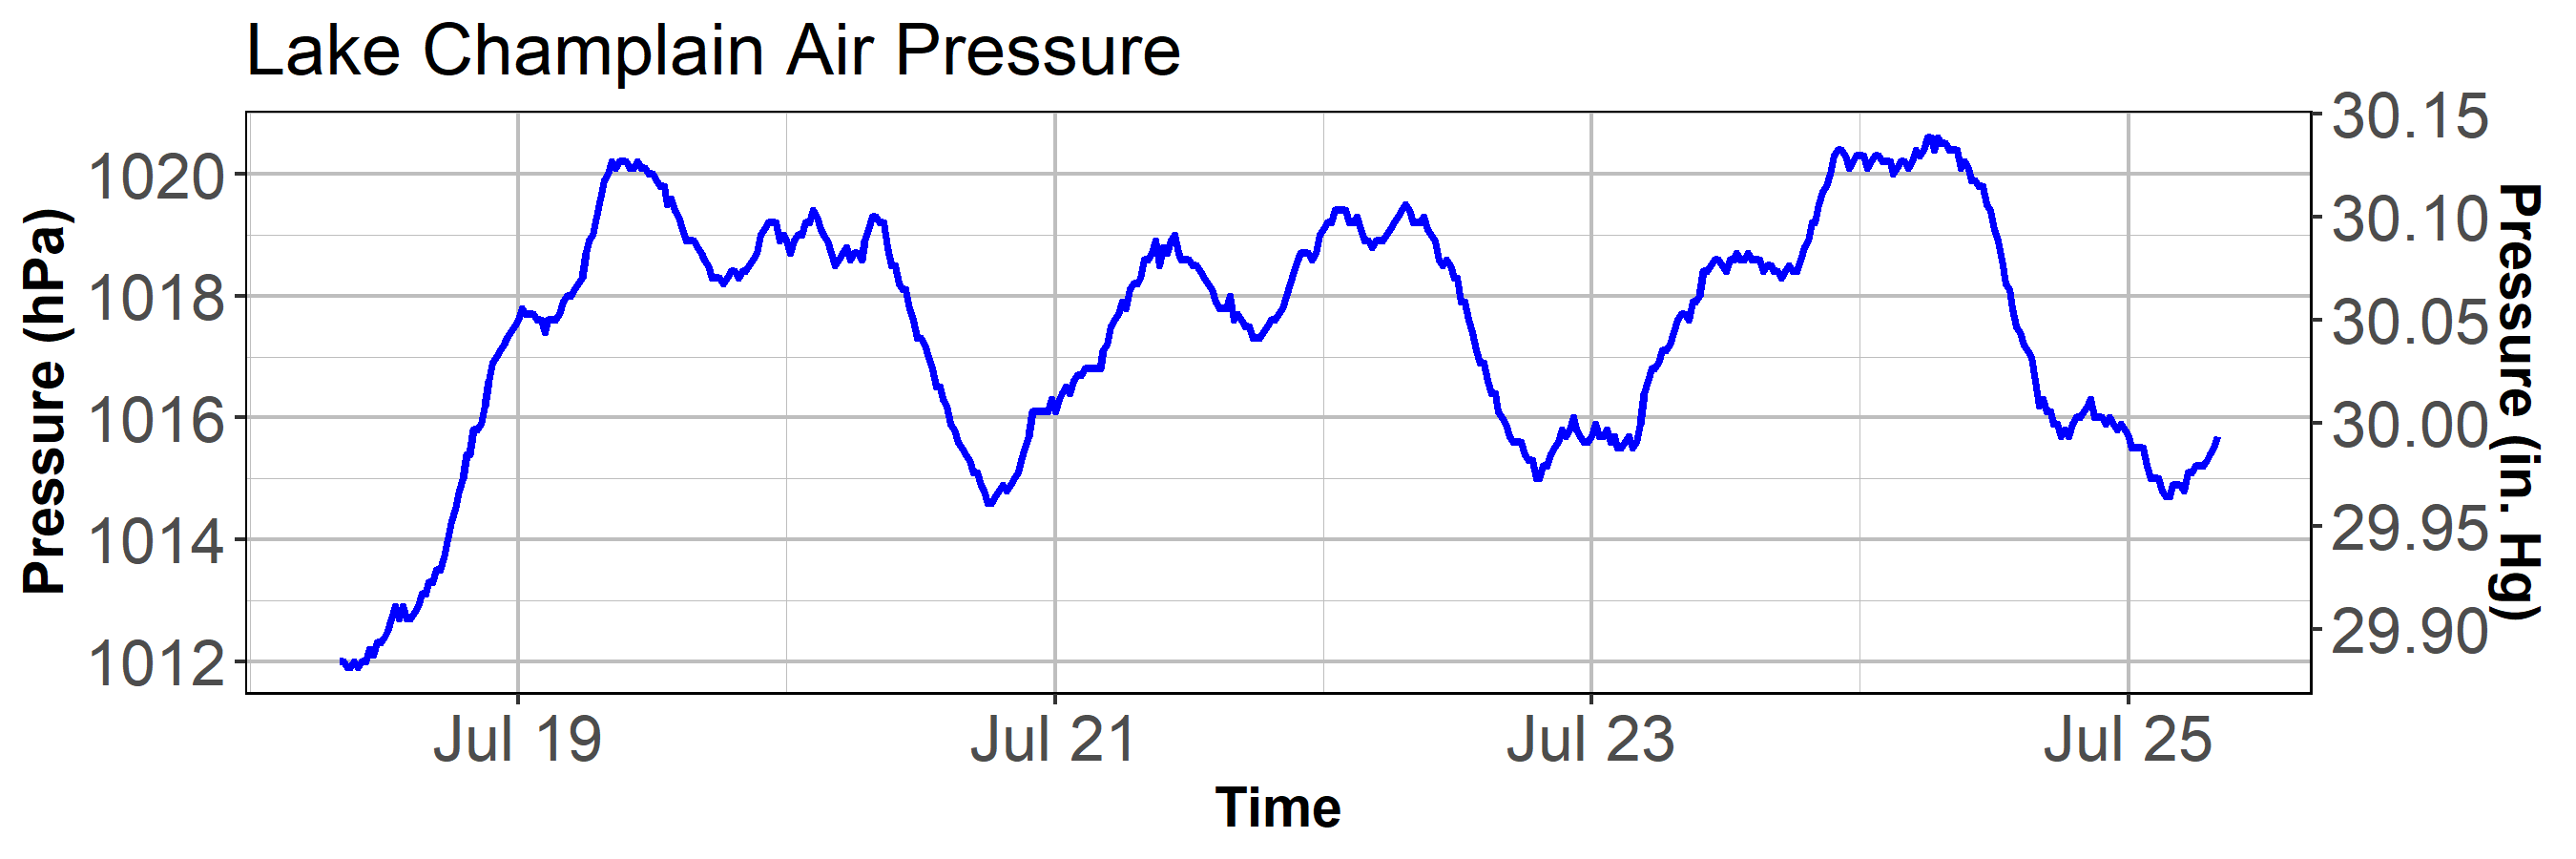 Lake Champlain Air Pressure
Pressure (hPa)
1020
1018
1016
1014
1012
30.15
30.10
30.05
30.00
29.95
29.90
Pressure (in. Hg)
Jul 19 Jul 21 Jul 23 Jul 25
Time